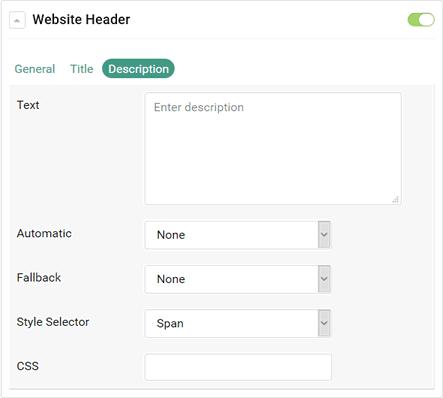 Website Header
General Title Description
Text Enter description
Automatic None
Fallback None
Style Selector Span
CSS